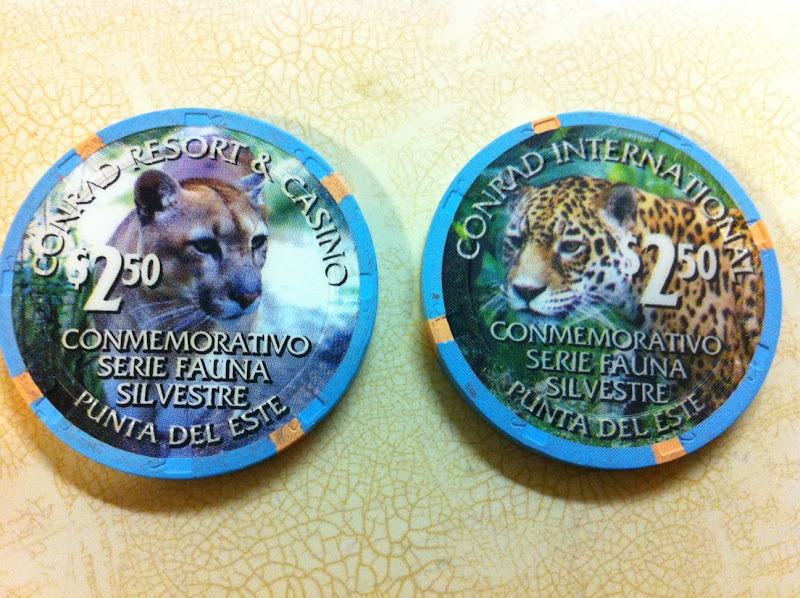 CONRAD RESORT & CASINO
$2.50
CONMEMORATIVO
SERIE FAUNA
SILVESTRE
PUNTA DEL ESTE
CONRAD INTERNATIONAL
$2.50
CONMEMORATIVO
SERIE FAUNA
SILVESTRE
PUNTA DEL ESTE